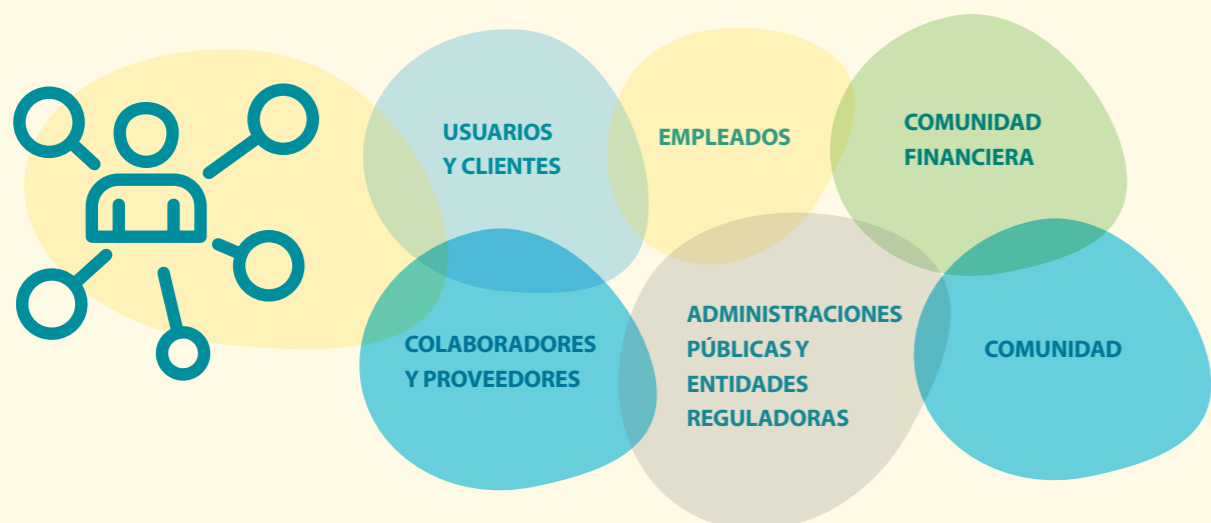 USUARIOS
Y CLIENTES
EMPLEADOS
COMUNIDAD
FINANCIERA
COLABORADORES
Y PROVEEDORES
ADMINISTRACIONES
PÚBLICAS Y
ENTIDADES
REGULADORAS
COMUNIDAD